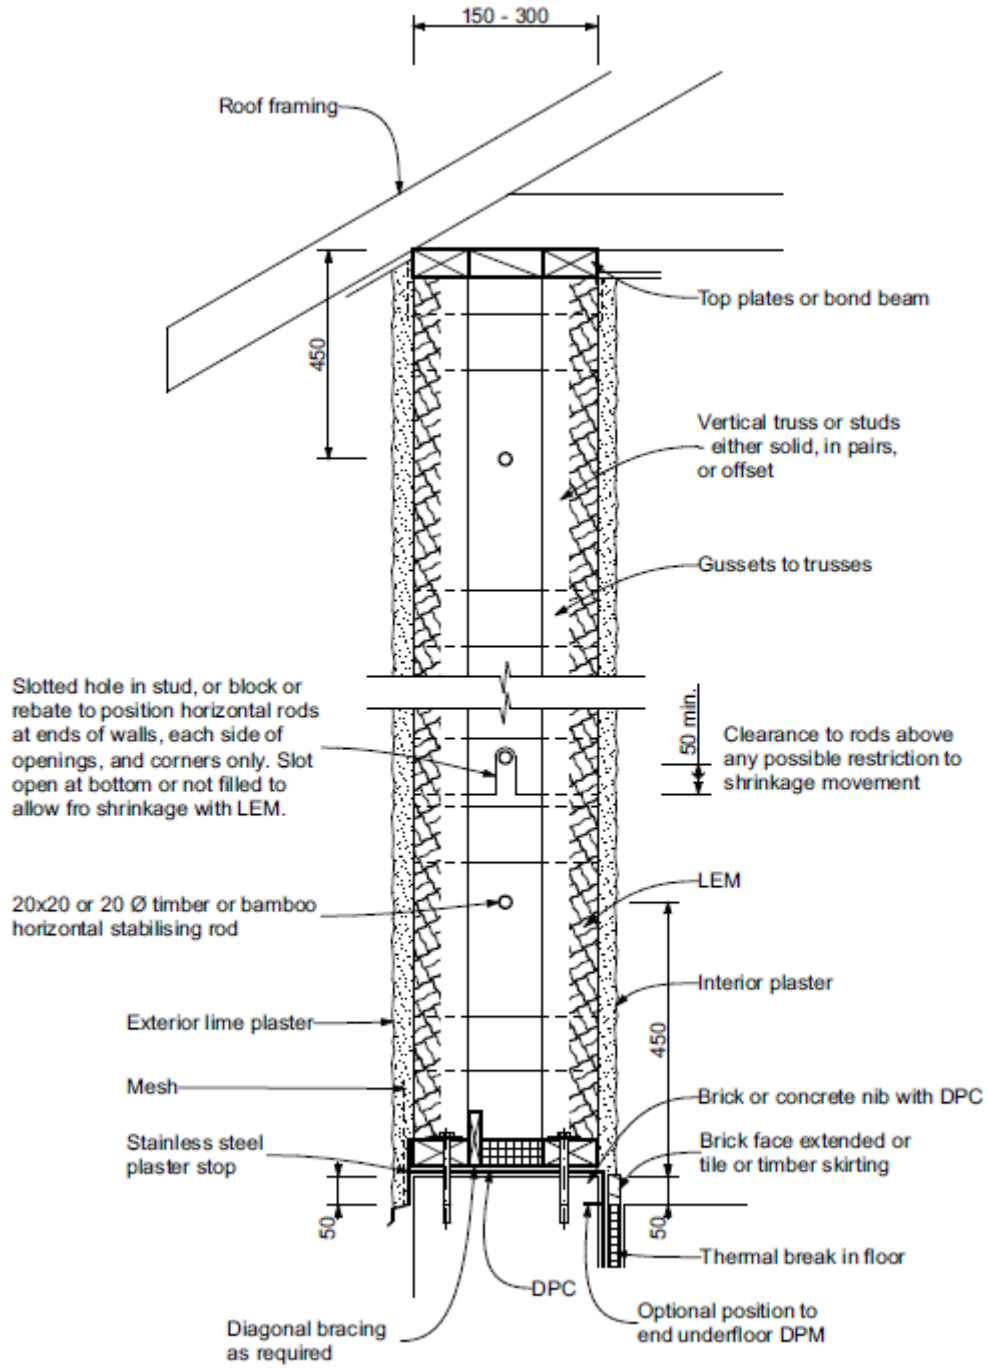 150 - 300
Roof framing
Top plates or bond beam
450
Vertical truss or studs
either solid, in pairs,
or offset
Gussets to trusses
Slotted hole in stud, or block or
rebate to position horizontal rods
at ends of walls, each side of
openings, and corners only. Slot
open at bottom or not filled to
allow fro shrinkage with LEM.
50 min.
Clearance to rods above
any possible restriction to
shrinkage movement
LEM
20x20 or 20 Ø timber or bamboo
horizontal stabilising rod
Interior plaster
Exterior lime plaster
450
Mesh
Brick or concrete nib with DPC
Stainless steel
plaster stop
Brick face extended or
tile or timber skirting
50
50
Thermal break in floor
DPC
Optional position to
end underfloor DPM
Diagonal bracing
as required